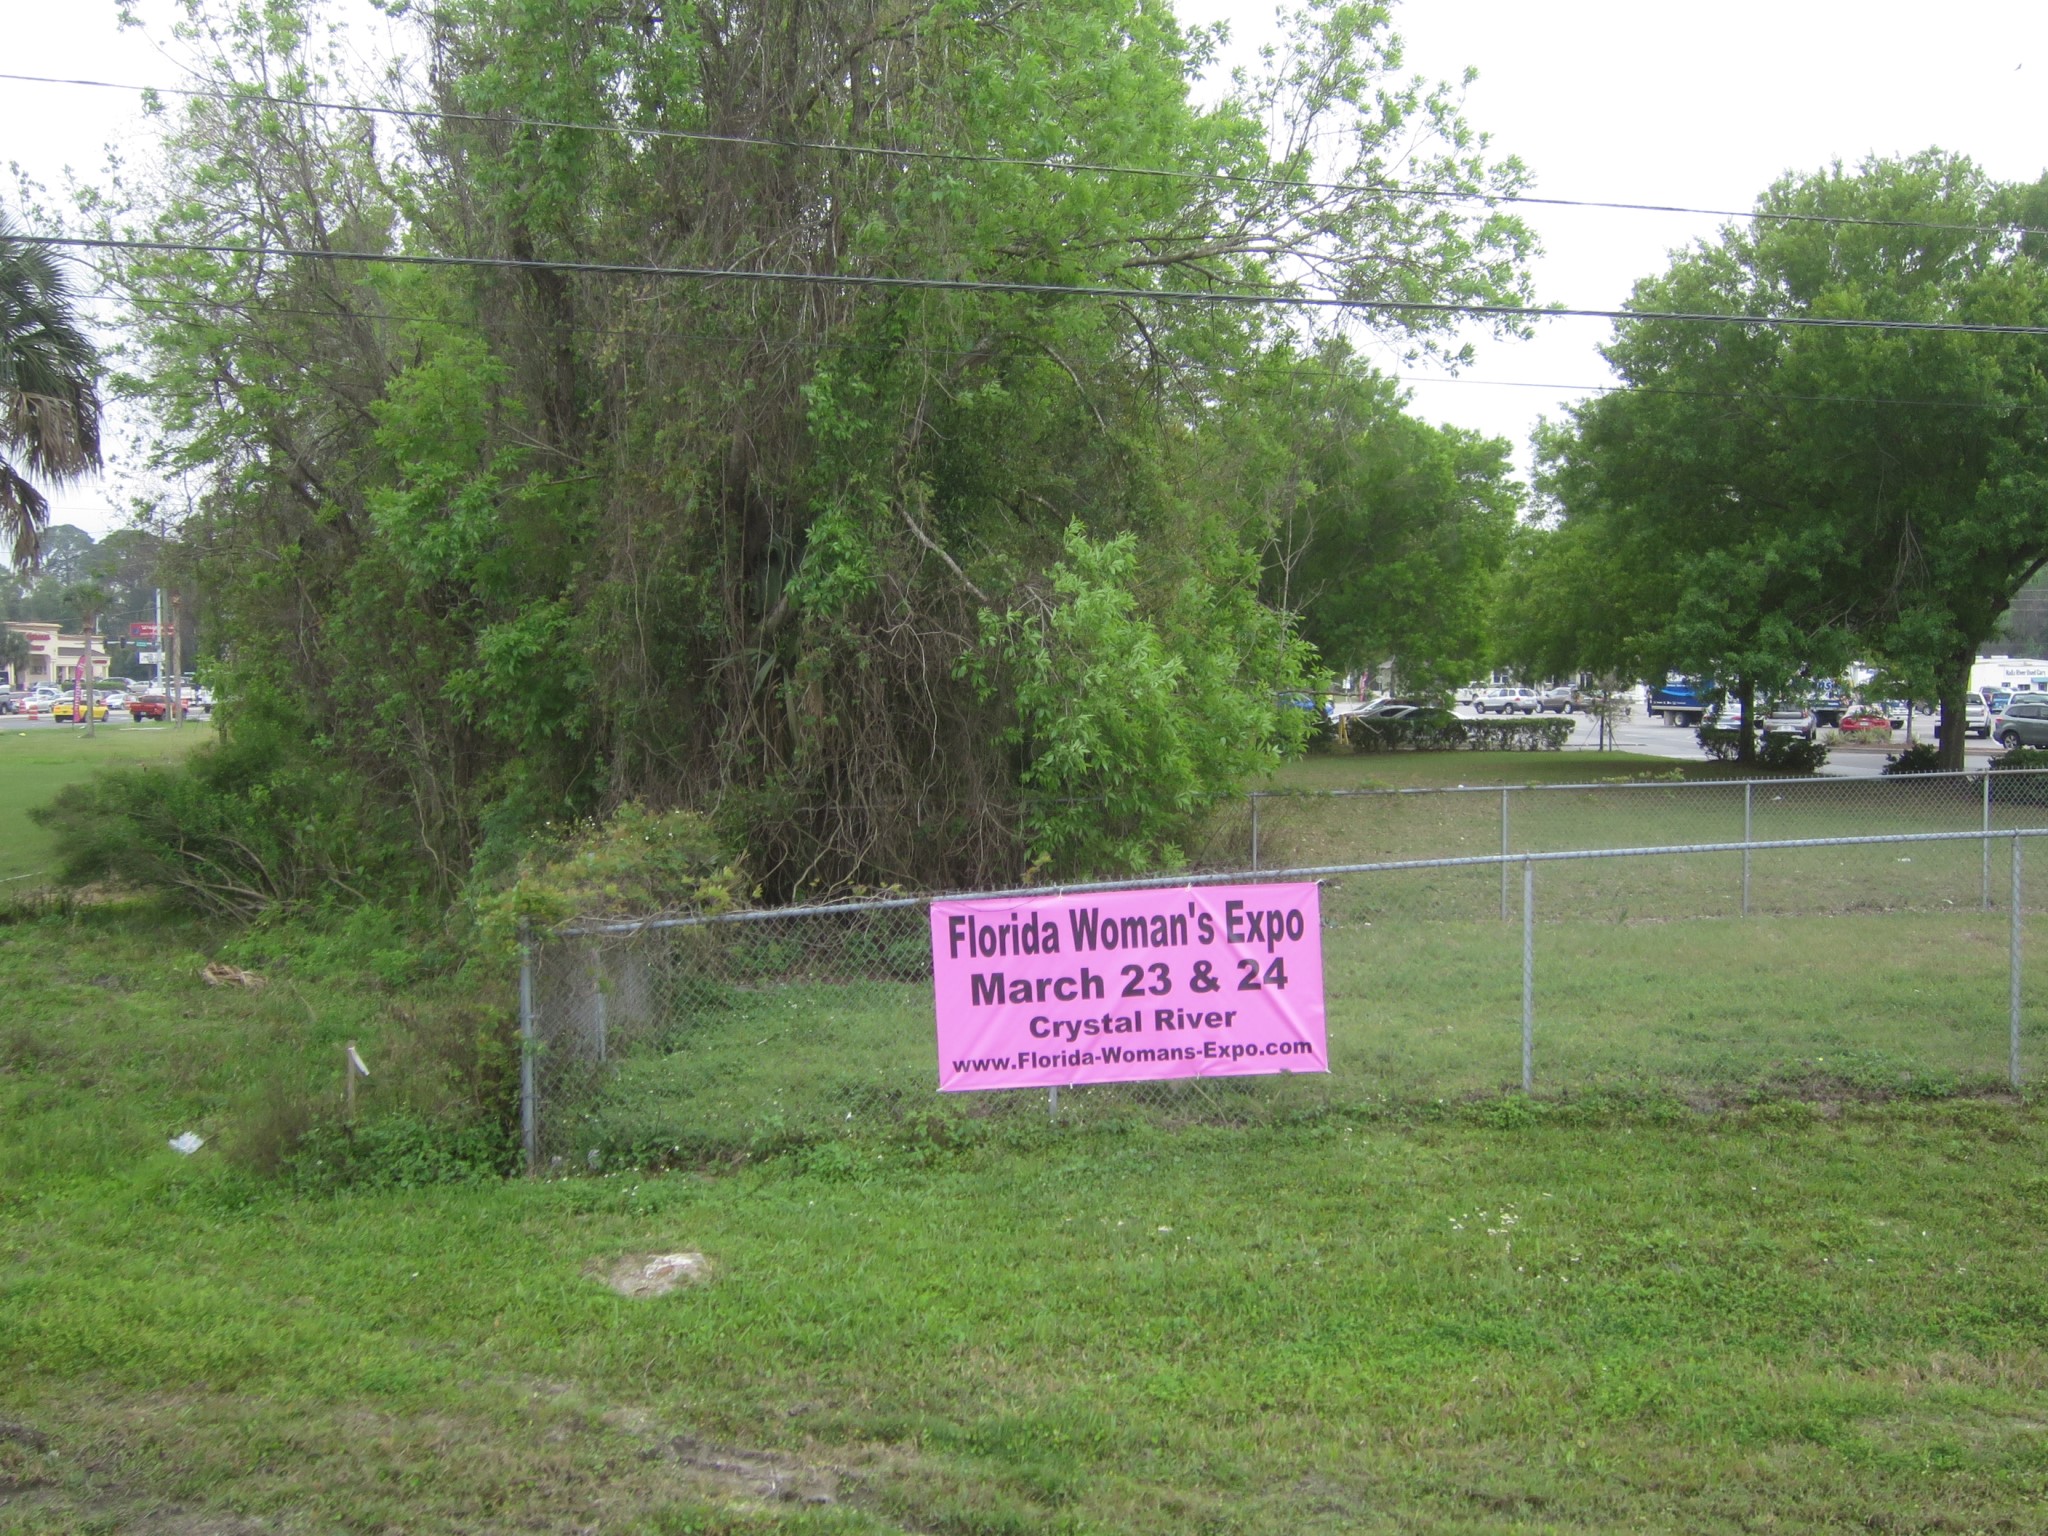 Florida Woman's Expo
March 23 & 24
Crystal River
www.Florida-Womans-Expo.com